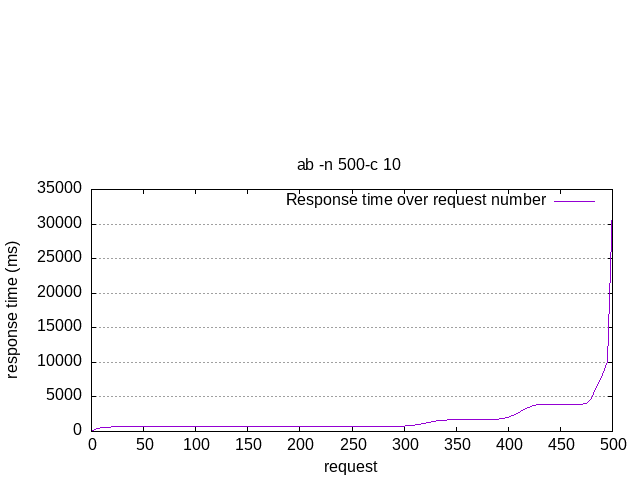 ab -n 500-c 10
35000
30000
25000
20000
15000
10000
5000
0
response time (ms)
Response time over request number
0 50 100 150 200 250 300 350 400 450 500
request